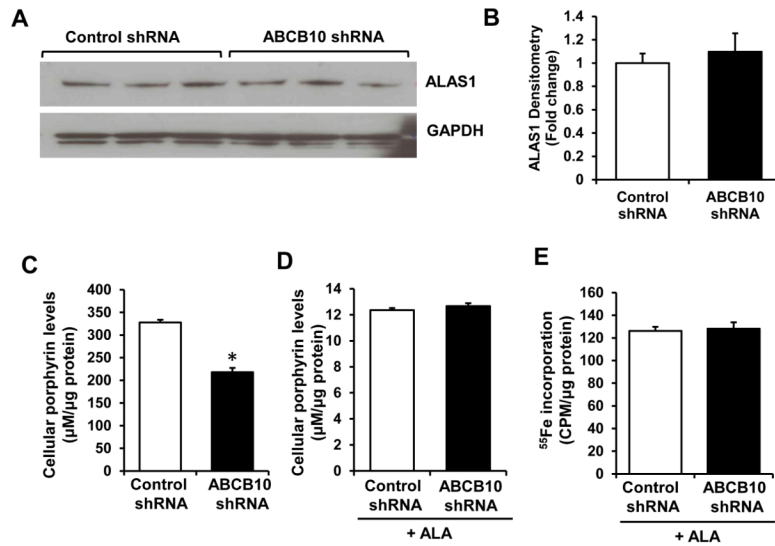 A
Control shRNA
ABCB10 shRNA
ALAS1
GAPDH
B
ALAS1 Densitometry
(Fold change)
1.4
1.2
1
0.8
0.6
0.4
0.2
0
Control
shRNA
ABCB10
shRNA
C
Cellular porphyrin levels
(µM/µg protein)
400
350
300
250
200
150
100
50
0
*
Control
shRNA
ABCB10
shRNA
D
Cellular porphyrin levels
(µM/µg protein)
14
12
10
8
6
4
2
0
Control
shRNA
ABCB10
shRNA
+ ALA
E
⁵⁵Fe incorporation
(CPM/µg protein)
160
140
120
100
80
60
40
20
0
Control
shRNA
ABCB10
shRNA
+ ALA